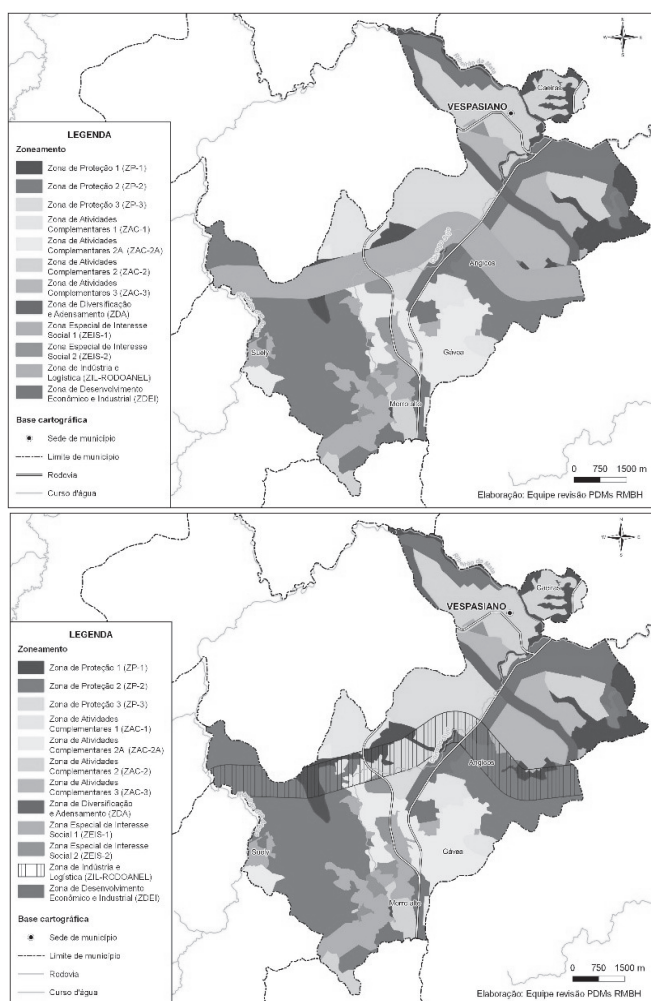 VESPASIANO
Caeiras
LEGENDA
Zoneamento
Zona de Proteção 1 (ZP-1)
Zona de Proteção 2 (ZP-2)
Zona de Proteção 3 (ZP-3)
Zona de Atividades
Complementares 1 (ZAC-1)
Zona de Atividades
Complementares 2A (ZAC-2A)
Zona de Atividades
Complementares 2 (ZAC-2)
Zona de Atividades
Complementares 3 (ZAC-3)
Zona de Diversificação
e Adensamento (ZDA)
Zona Especial de Interesse
Social 1 (ZEIS-1)
Zona Especial de Interesse
Social 2 (ZEIS-2)
Zona de Indústria e
Logística (ZIL-RODOANEL)
Zona de Desenvolvimento
Econômico e Industrial (ZDEI)
Base cartográfica
Sede de município
Limite de município
Rodovia
Curso d'água
Angicos
Suely
Gávea
Morro alto
0 750 1500 m
Elaboração: Equipe revisão PDMs RMBH
VESPASIANO
Caeiras
LEGENDA
Zoneamento
Zona de Proteção 1 (ZP-1)
Zona de Proteção 2 (ZP-2)
Zona de Proteção 3 (ZP-3)
Zona de Atividades
Complementares 1 (ZAC-1)
Zona de Atividades
Complementares 2A (ZAC-2A)
Zona de Atividades
Complementares 2 (ZAC-2)
Zona de Atividades
Complementares 3 (ZAC-3)
Zona de Diversificação
e Adensamento (ZDA)
Zona Especial de Interesse
Social 1 (ZEIS-1)
Zona Especial de Interesse
Social 2 (ZEIS-2)
Zona de Indústria e
Logística (ZIL-RODOANEL)
Zona de Desenvolvimento
Econômico e Industrial (ZDEI)
Base cartográfica
Sede de município
Limite de município
Rodovia
Curso d'água
Angicos
Suely
Gávea
Morro alto
0 750 1500 m
Elaboração: Equipe revisão PDMs RMBH